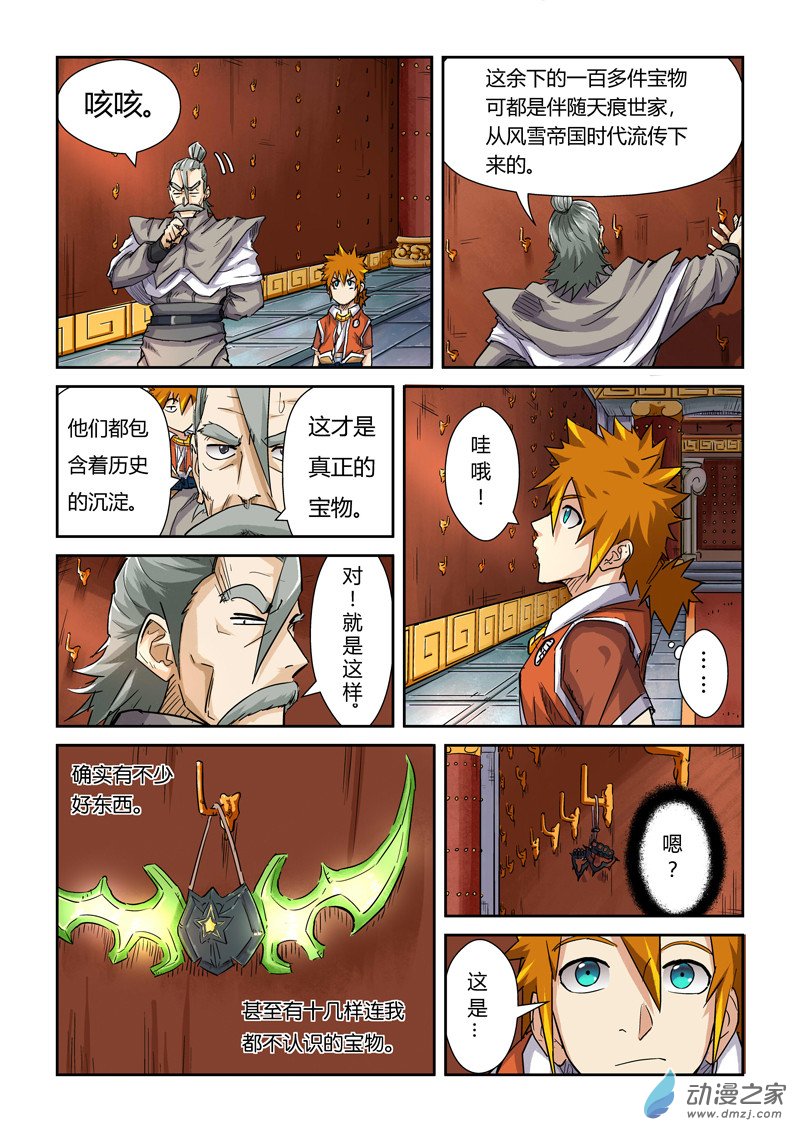 咳咳。
这余下的一百多件宝物
可都是伴随天痕世家，
从风雪帝国时代流传下
来的。
他们都包
含着历史
的沉淀。
这才是
真正的
宝物。
哇哦！
对！就是这样。
……
确实有不少
好东西。
甚至有十几样连我
都不认识的宝物。
嗯？
这是…
动漫之家
www.dmzj.com